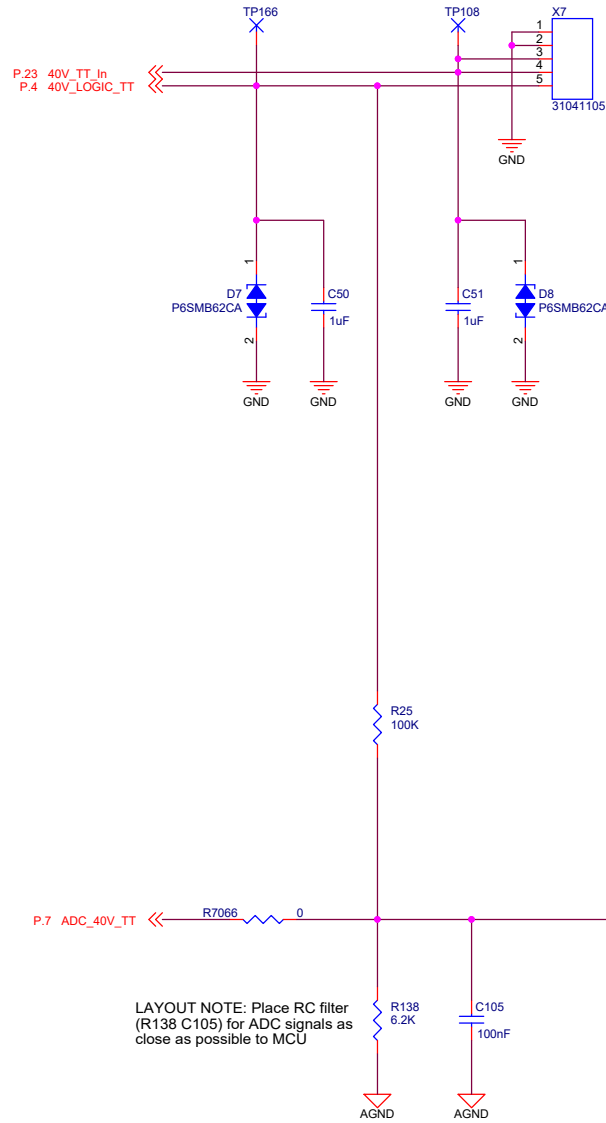 TP166
TP108
X7
1
2
3
4
5
P.23 40V_TT_In
P.4 40V_LOGIC_TT
31041105
GND
1
D7
P6SMB62CA
2
C50
1uF
C51
1uF
1
D8
P6SMB62CA
2
GND
GND
GND
GND
R25
100K
P.7 ADC_40V_TT
R7066
0
LAYOUT NOTE: Place RC filter
(R138 C105) for ADC signals as
close as possible to MCU
R138
6.2K
C105
100nF
AGND
AGND